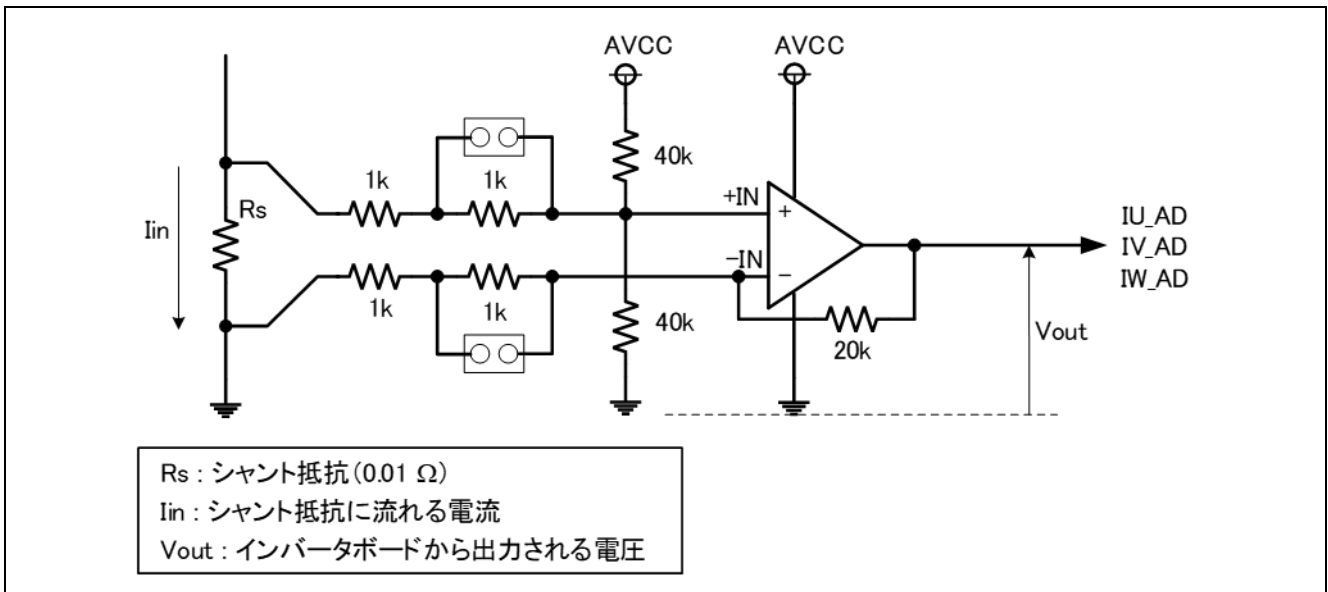 AVCC
AVCC
40k
1k
1k
+IN
+
Rs
Iin
IU_AD
IV_AD
IW_AD
-IN
-
1k
1k
40k
20k
Vout
Rs : シャント抵抗(0.01 Ω)
Iin : シャント抵抗に流れる電流
Vout : インバータボードから出力される電圧